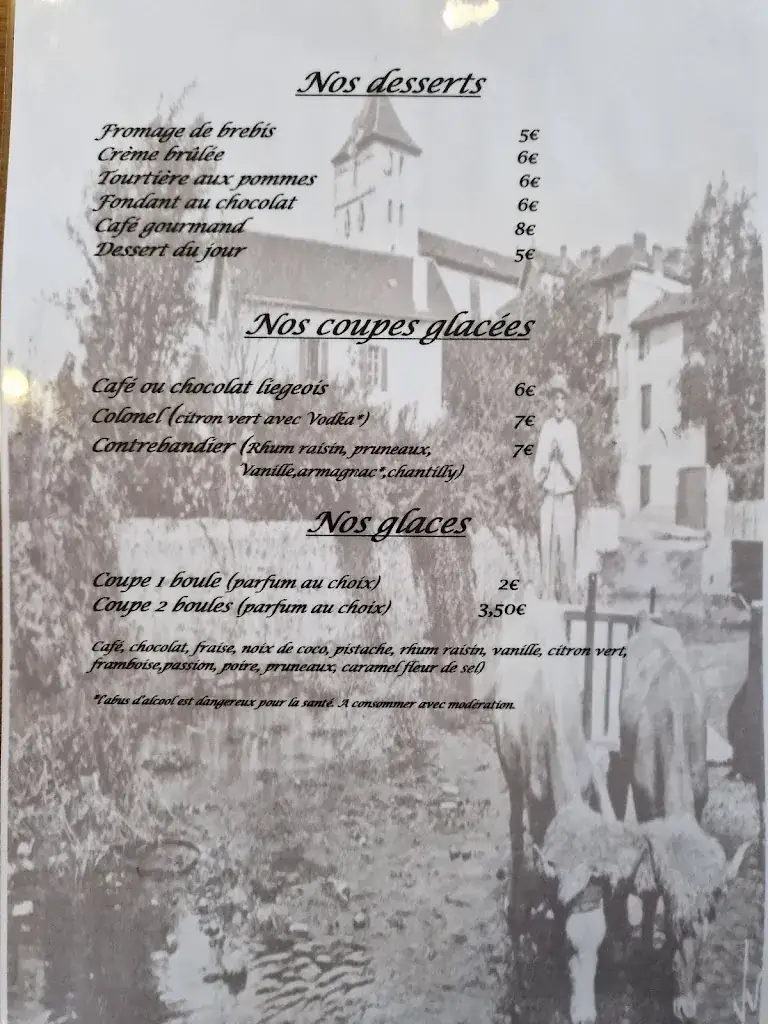 Nos desserts
Fromage de brebis 5€
Crème brûlée 6€
Tourtière aux pommes 6€
Fondant au chocolat 6€
Café gourmand 8€
Dessert du jour 5€
Nos coupes glacées
Café ou chocolat liegeois 6€
Colonel (citron vert avec Vodka*) 7€
Contrebandier (Rhum raisin, pruneaux, 7€
Vanille,armagnac*,chantilly)
Nos glaces
Coupe 1 boule (parfum au choix) 2€
Coupe 2 boules (parfum au choix) 3,50€
Café, chocolat, fraise, noix de coco, pistache, rhum raisin, vanille, citron vert,
framboise,passion, poire, pruneaux, caramel fleur de sel)
*l'abus d'alcool est dangereux pour la santé. A consommer avec modération.